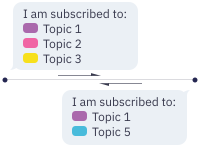 I am subscribed to:
Topic 1
Topic 2
Topic 3
I am subscribed to:
Topic 1
Topic 5